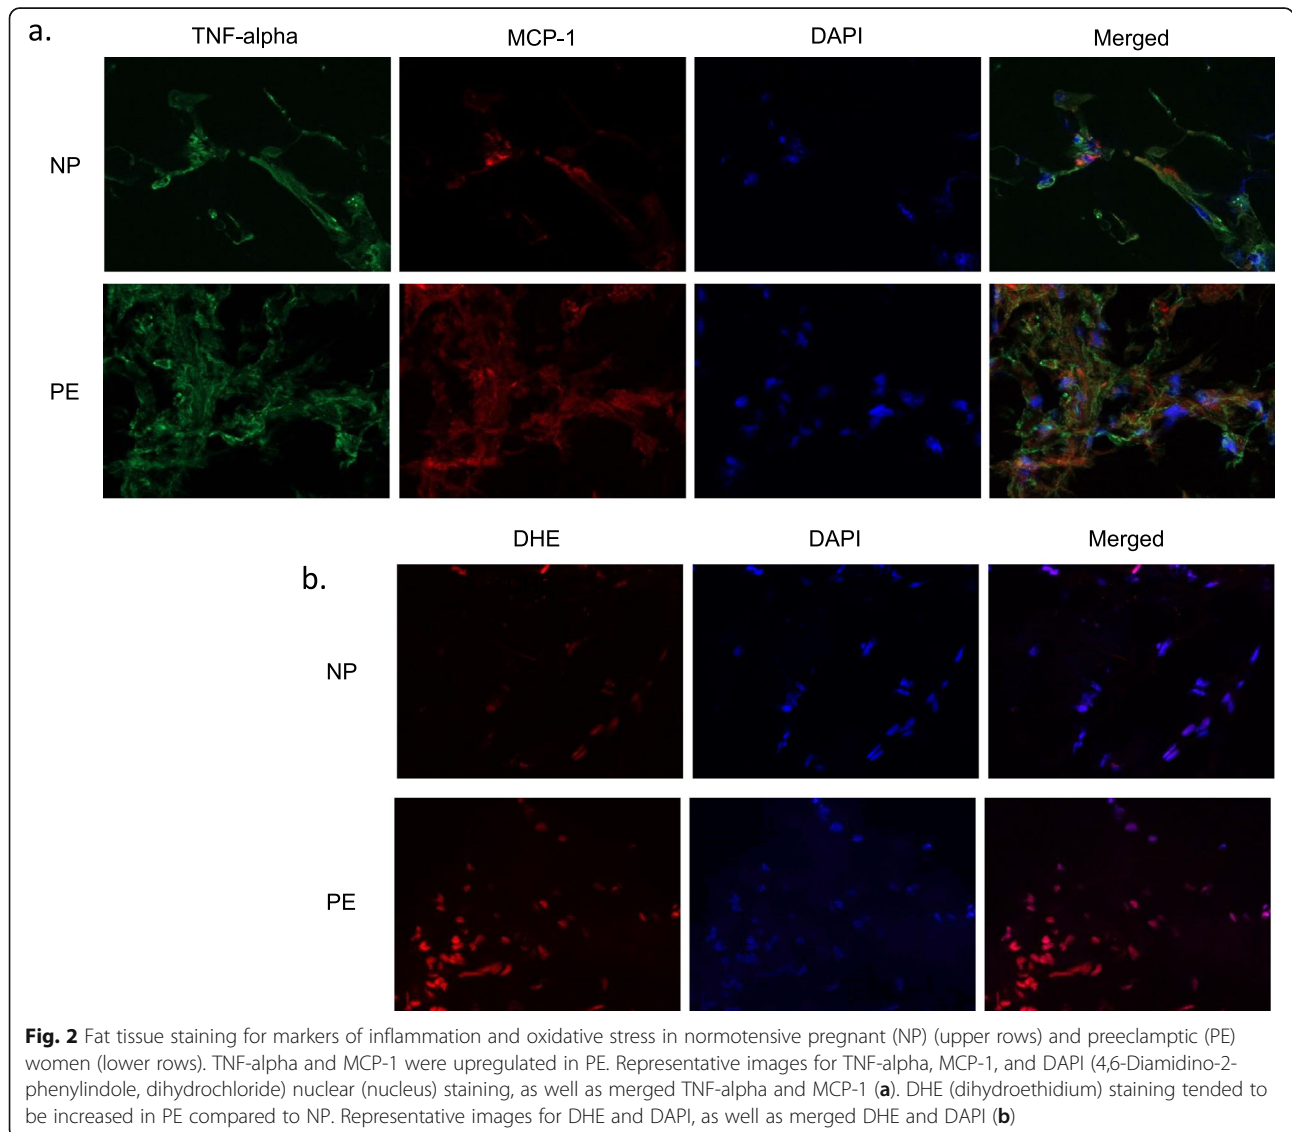 a.
TNF-alpha MCP-1 DAPI Merged
NP
PE
DHE DAPI Merged
b.
NP
PE
Fig. 2 Fat tissue staining for markers of inflammation and oxidative stress in normotensive pregnant (NP) (upper rows) and preeclamptic (PE)
women (lower rows). TNF-alpha and MCP-1 were upregulated in PE. Representative images for TNF-alpha, MCP-1, and DAPI (4,6-Diamidino-2-
phenylindole, dihydrochloride) nuclear (nucleus) staining, as well as merged TNF-alpha and MCP-1 (a). DHE (dihydroethidium) staining tended to
be increased in PE compared to NP. Representative images for DHE and DAPI, as well as merged DHE and DAPI (b)